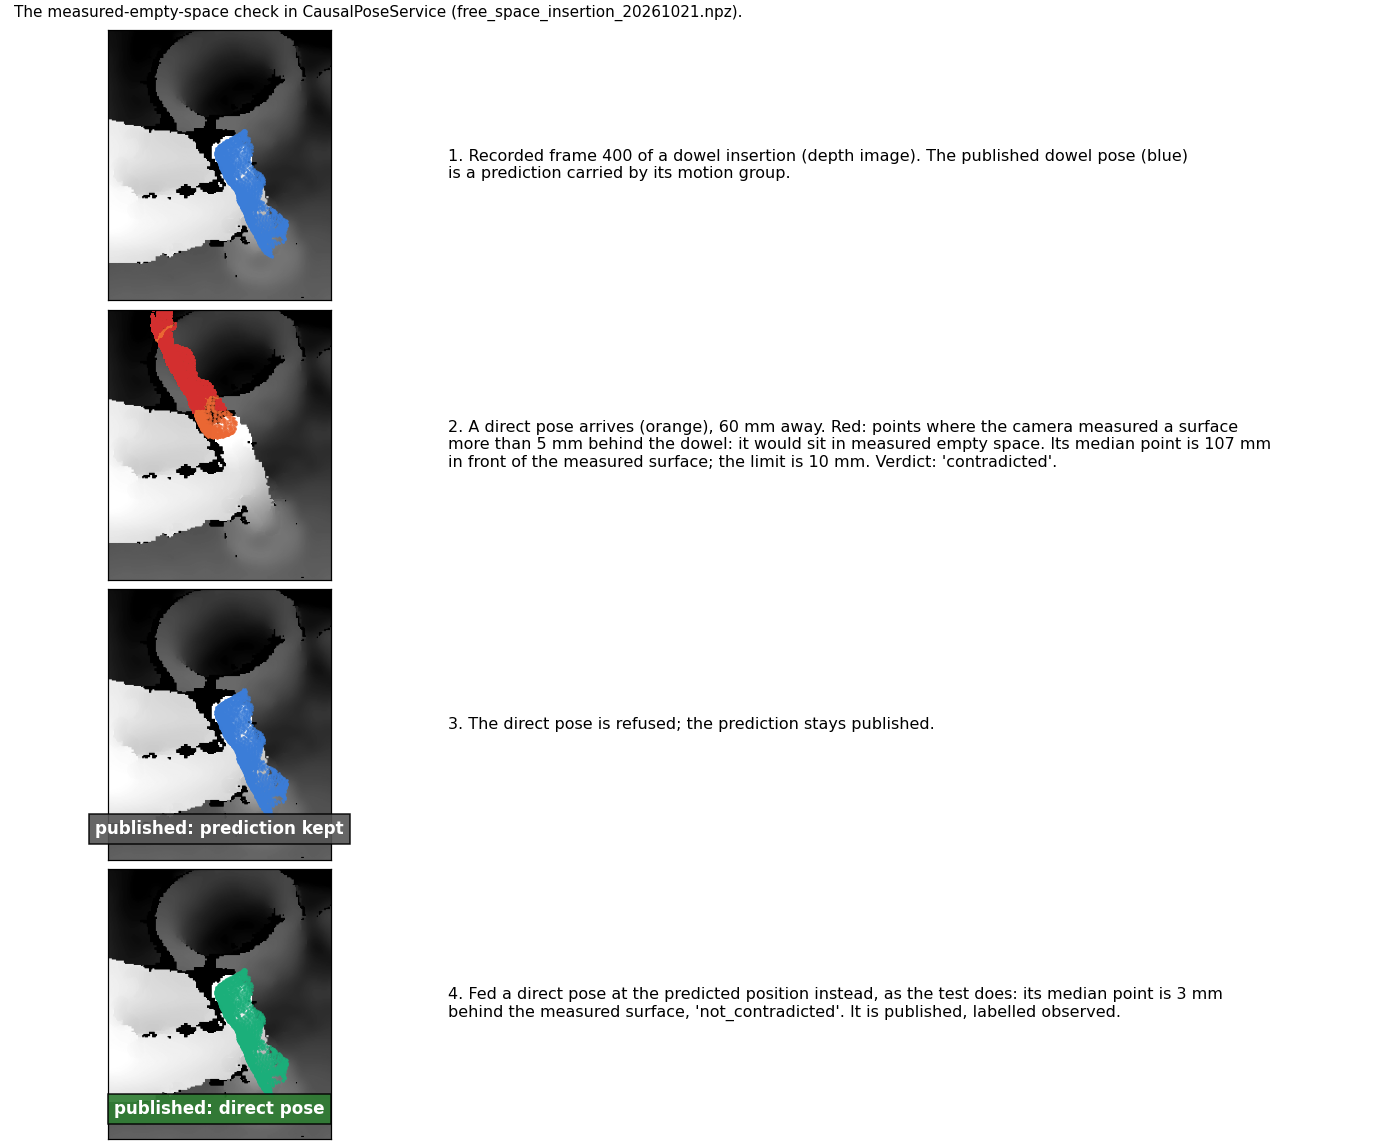 The measured-empty-space check in CausalPoseService (free_space_insertion_20261021.npz).
1. Recorded frame 400 of a dowel insertion (depth image). The published dowel pose (blue)
is a prediction carried by its motion group.
2. A direct pose arrives (orange), 60 mm away. Red: points where the camera measured a surface
more than 5 mm behind the dowel: it would sit in measured empty space. Its median point is 107 mm
in front of the measured surface; the limit is 10 mm. Verdict: 'contradicted'.
3. The direct pose is refused; the prediction stays published.
published: prediction kept
4. Fed a direct pose at the predicted position instead, as the test does: its median point is 3 mm
behind the measured surface, 'not_contradicted'. It is published, labelled observed.
published: direct pose